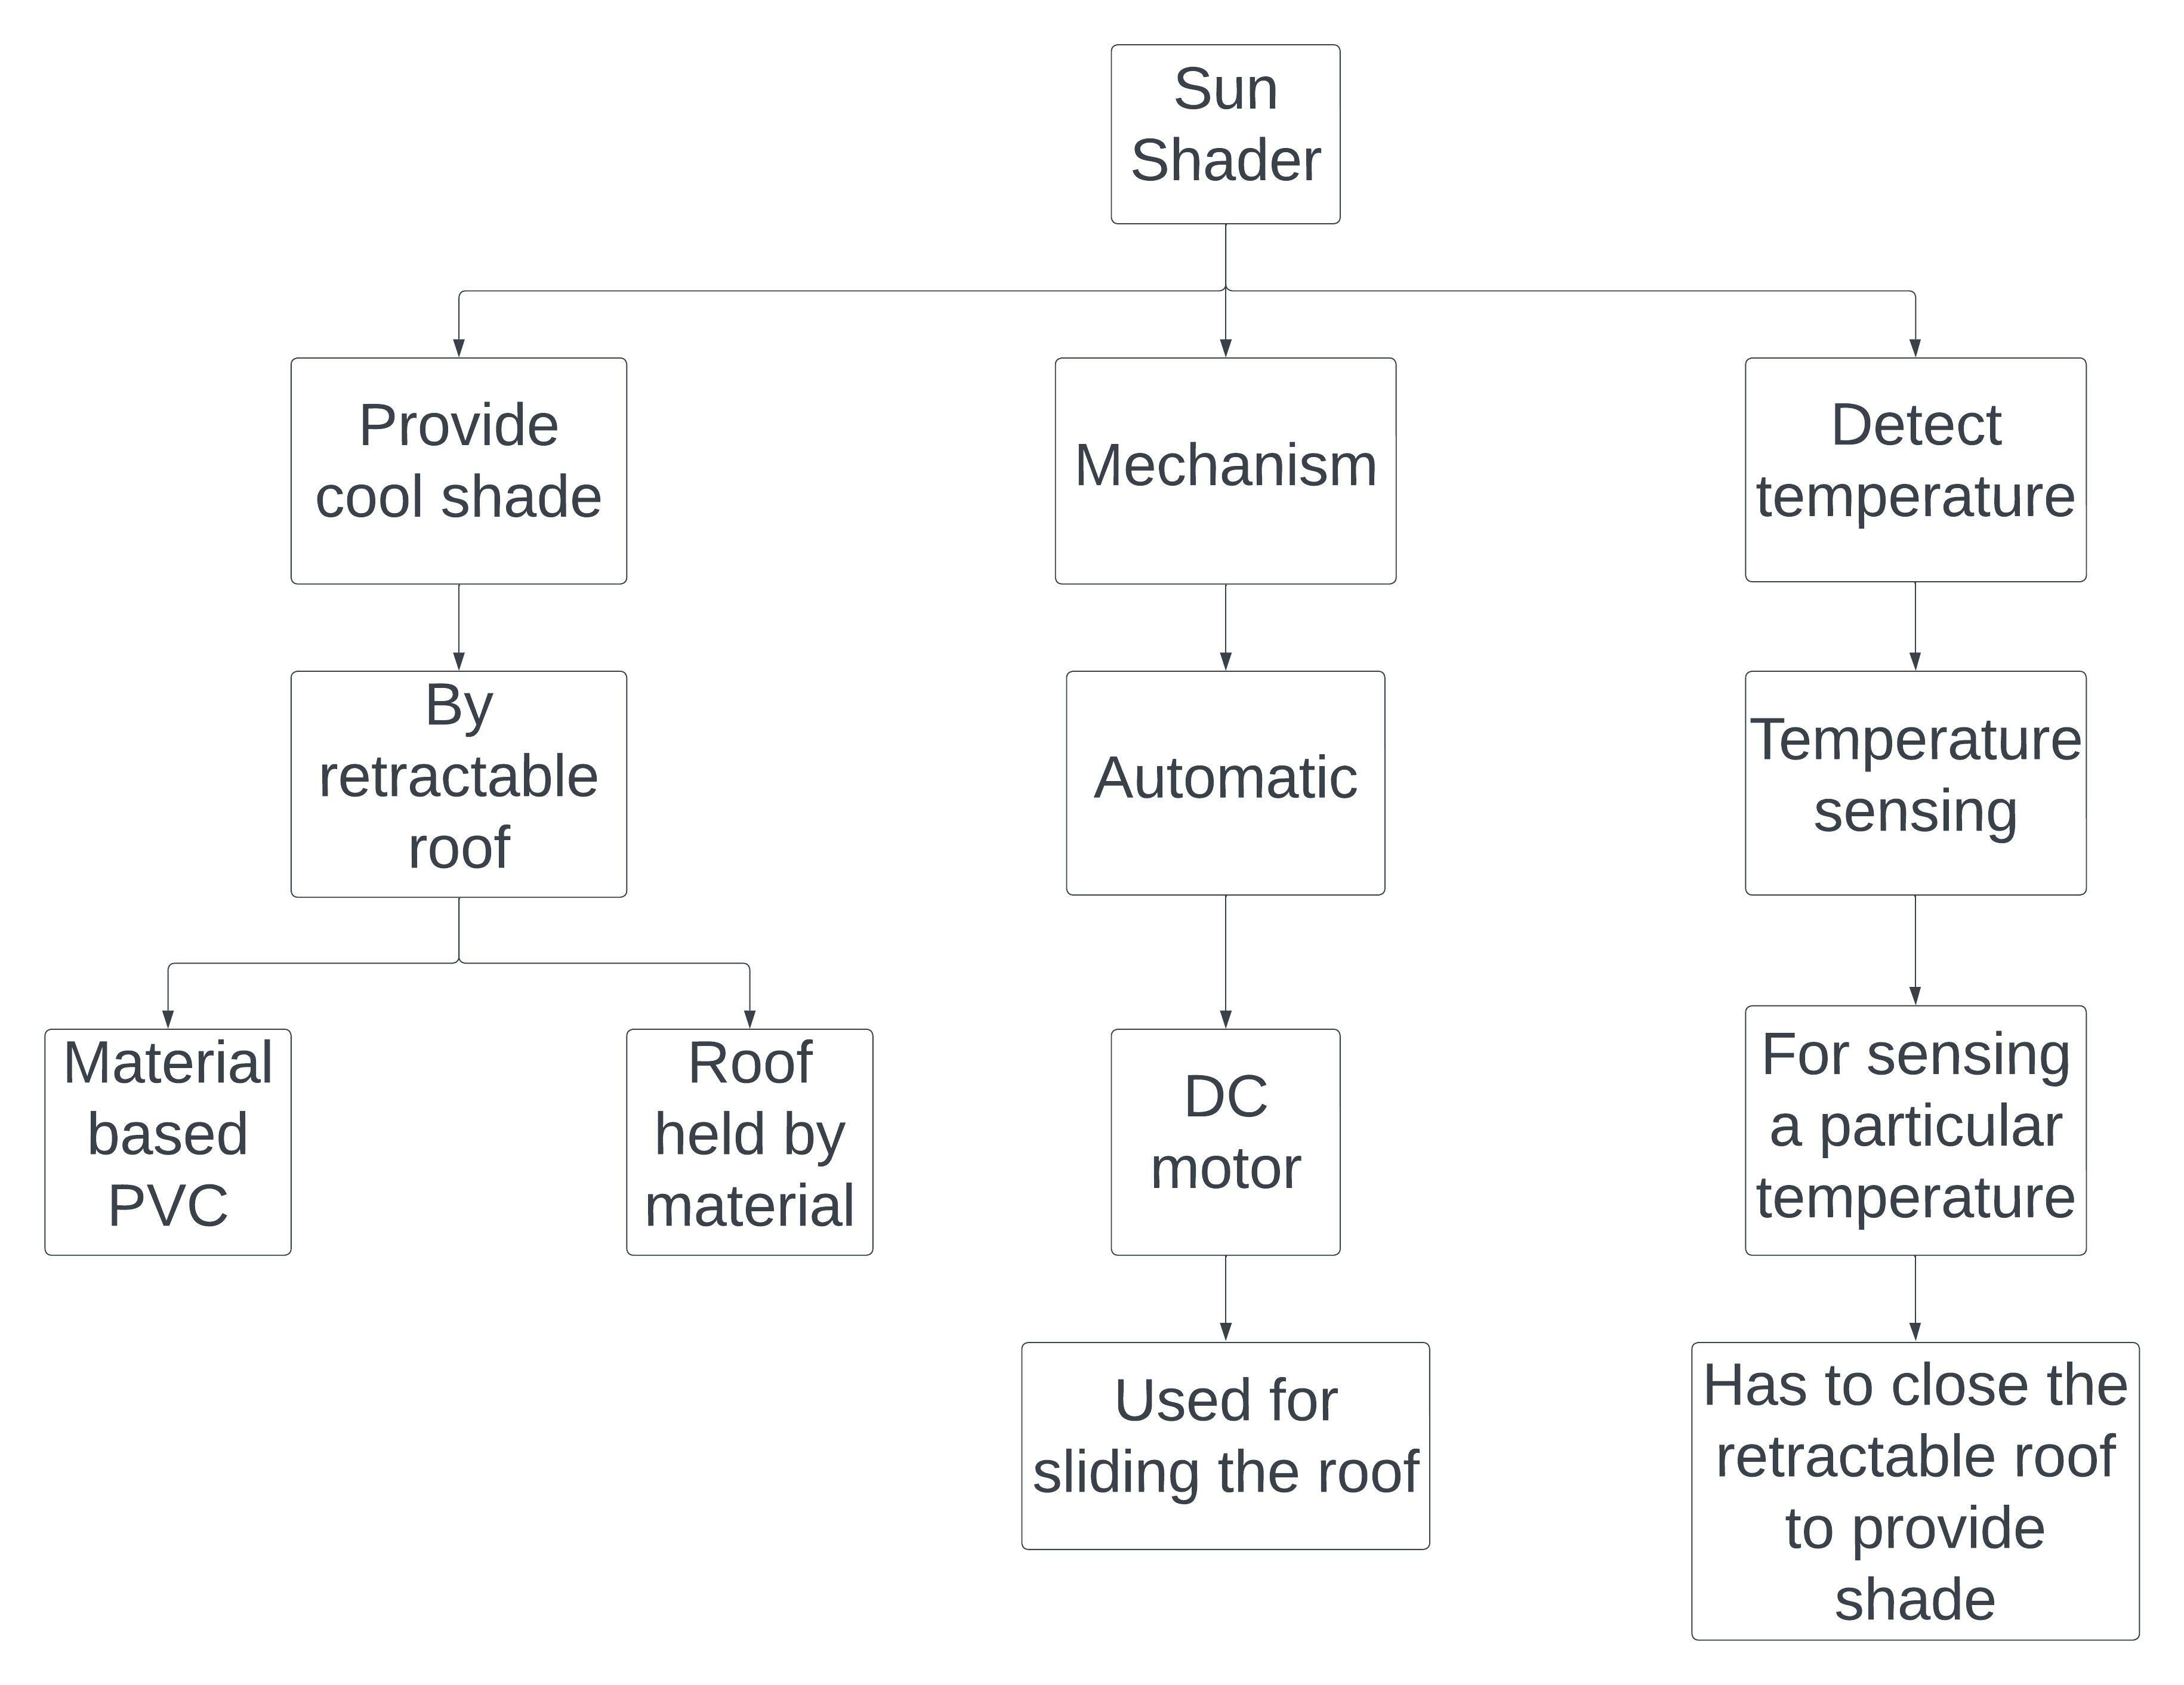 Sun
Shader
Provide
cool shade
Mechanism
Detect
temperature
By
retractable
roof
Automatic
Temperature
sensing
Material
based
PVC
Roof
held by
material
DC
motor
For sensing
a particular
temperature
Used for
sliding the roof
Has to close the
retractable roof
to provide
shade